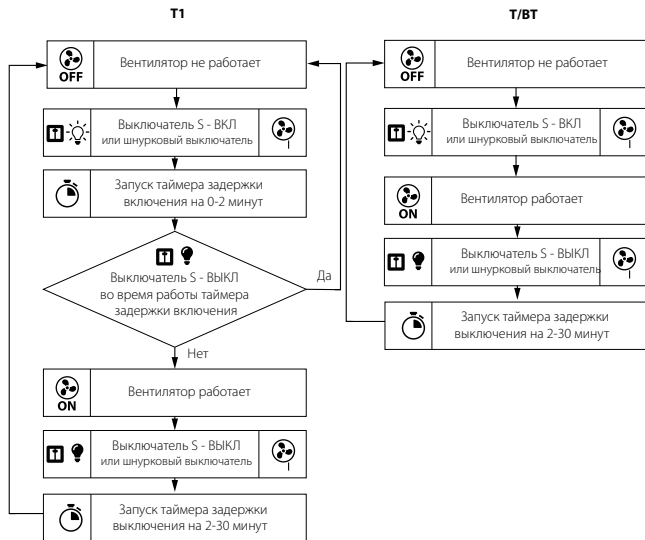 T1
OFF
Вентилятор не работает
Выключатель S - ВКЛ
или шнурковый выключатель
Запуск таймера задержки
включения на 0-2 минут
Выключатель S - ВЫКЛ
во время работы таймера
задержки включения
Да
Нет
ON
Вентилятор работает
Выключатель S - ВЫКЛ
или шнурковый выключатель
Запуск таймера задержки
выключения на 2-30 минут
T/BT
OFF
Вентилятор не работает
Выключатель S - ВКЛ
или шнурковый выключатель
ON
Вентилятор работает
Выключатель S - ВЫКЛ
или шнурковый выключатель
Запуск таймера задержки
выключения на 2-30 минут